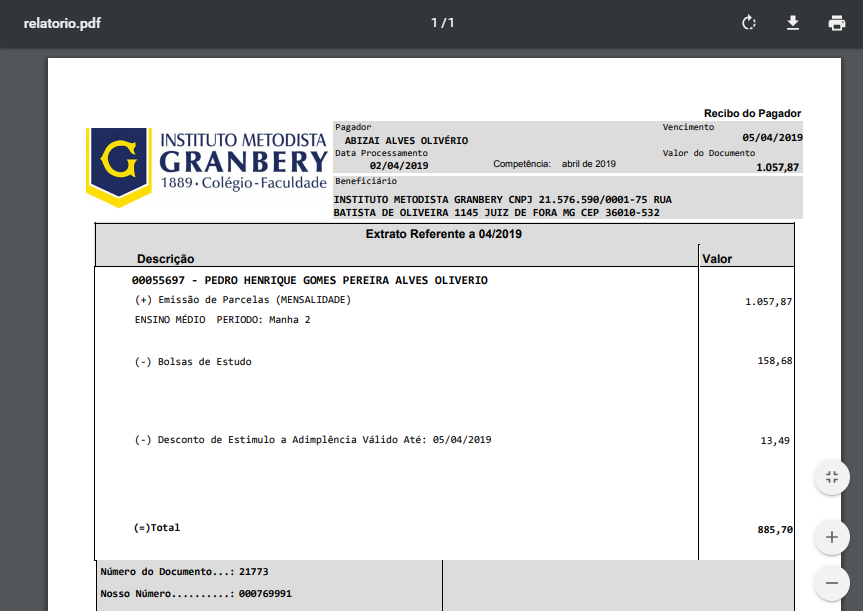 relatorio.pdf
1 / 1
Recibo do Pagador
INSTITUTO METODISTA
GRANBERY
1889 • Colégio - Faculdade
G
Pagador
ABIZAI ALVES OLIVÉRIO
Vencimento
05/04/2019
Data Processamento
02/04/2019
Competência: abril de 2019
Valor do Documento
1.057,87
Beneficiário
INSTITUTO METODISTA GRANBERY CNPJ 21.576.590/0001-75 RUA
BATISTA DE OLIVEIRA 1145 JUIZ DE FORA MG CEP 36010-532
Extrato Referente a 04/2019
Descrição Valor
00055697 - PEDRO HENRIQUE GOMES PEREIRA ALVES OLIVERIO
(+) Emissão de Parcelas (MENSALIDADE) 1.057,87
ENSINO MÉDIO PERIODO: Manha 2
(-) Bolsas de Estudo 158,68
(-) Desconto de Estimulo a Adimplência Válido Até: 05/04/2019 13,49
(=)Total 885,70
Número do Documento...: 21773
Nosso Número..........: 000769991